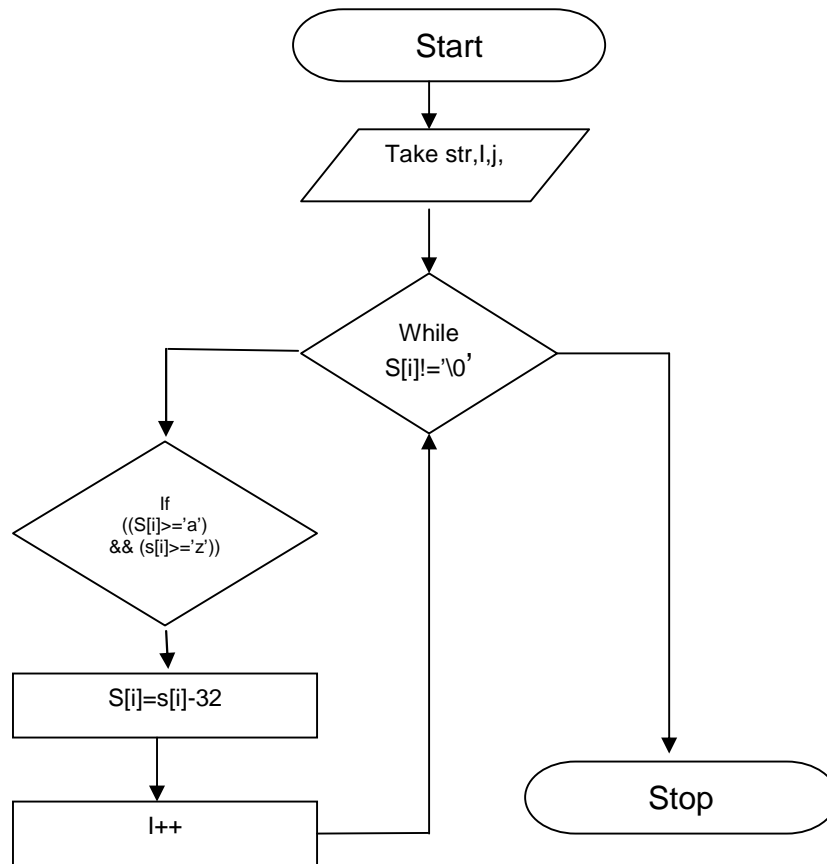 Start
Take str,I,j,
While
S[i]!='\0’
If
((S[i]>=’a’)
&& (s[i]>=’z’))
S[i]=s[i]-32
I++
Stop